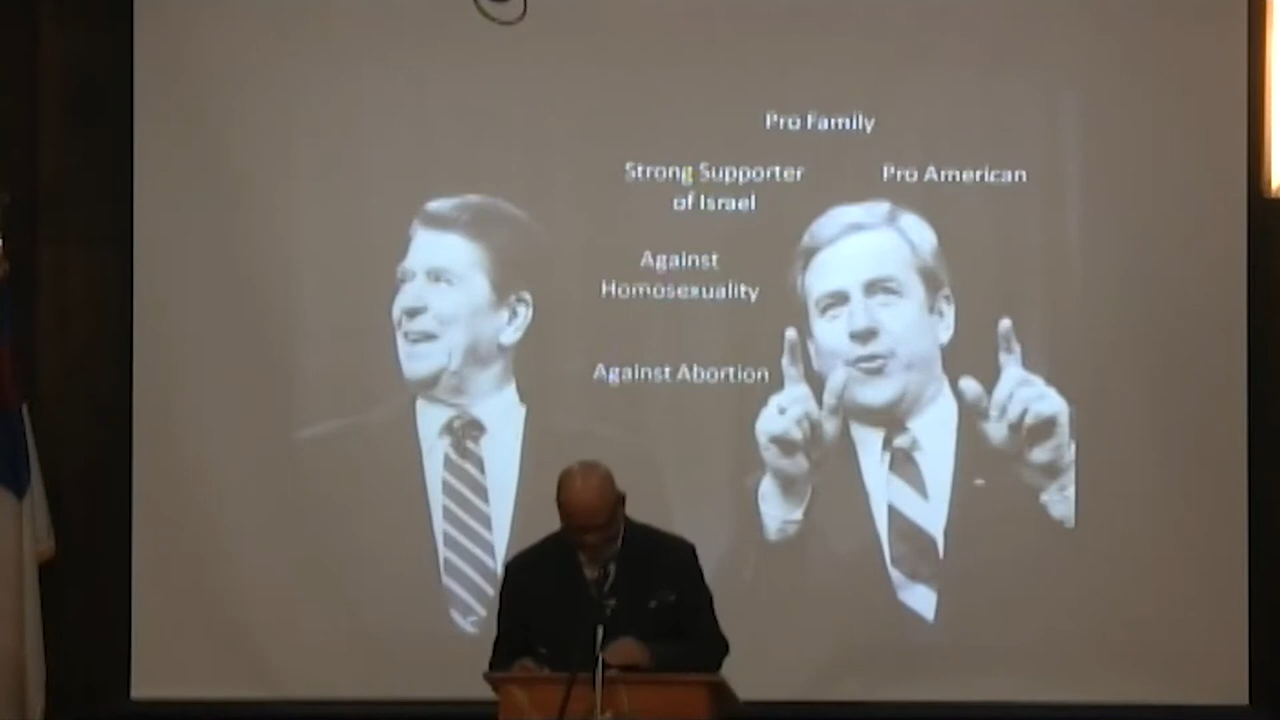 Pro Family
Strong Supporter
of Israel
Pro American
Against
Homosexuality
Against Abortion